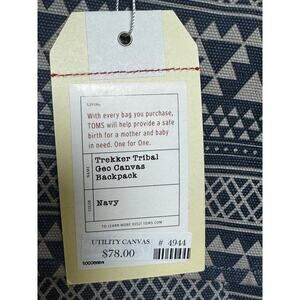 GIVING
With every bag you purchase,
TOMS will help provide a safe
birth for a mother and baby
in need. One for One.
NAME
Trekker Tribal
Geo Canvas
Backpack
COLOR
Navy
TO LEARN MORE VISIT TOMS.COM
UTILITY CANVAS # 4944
$78.00
10008884